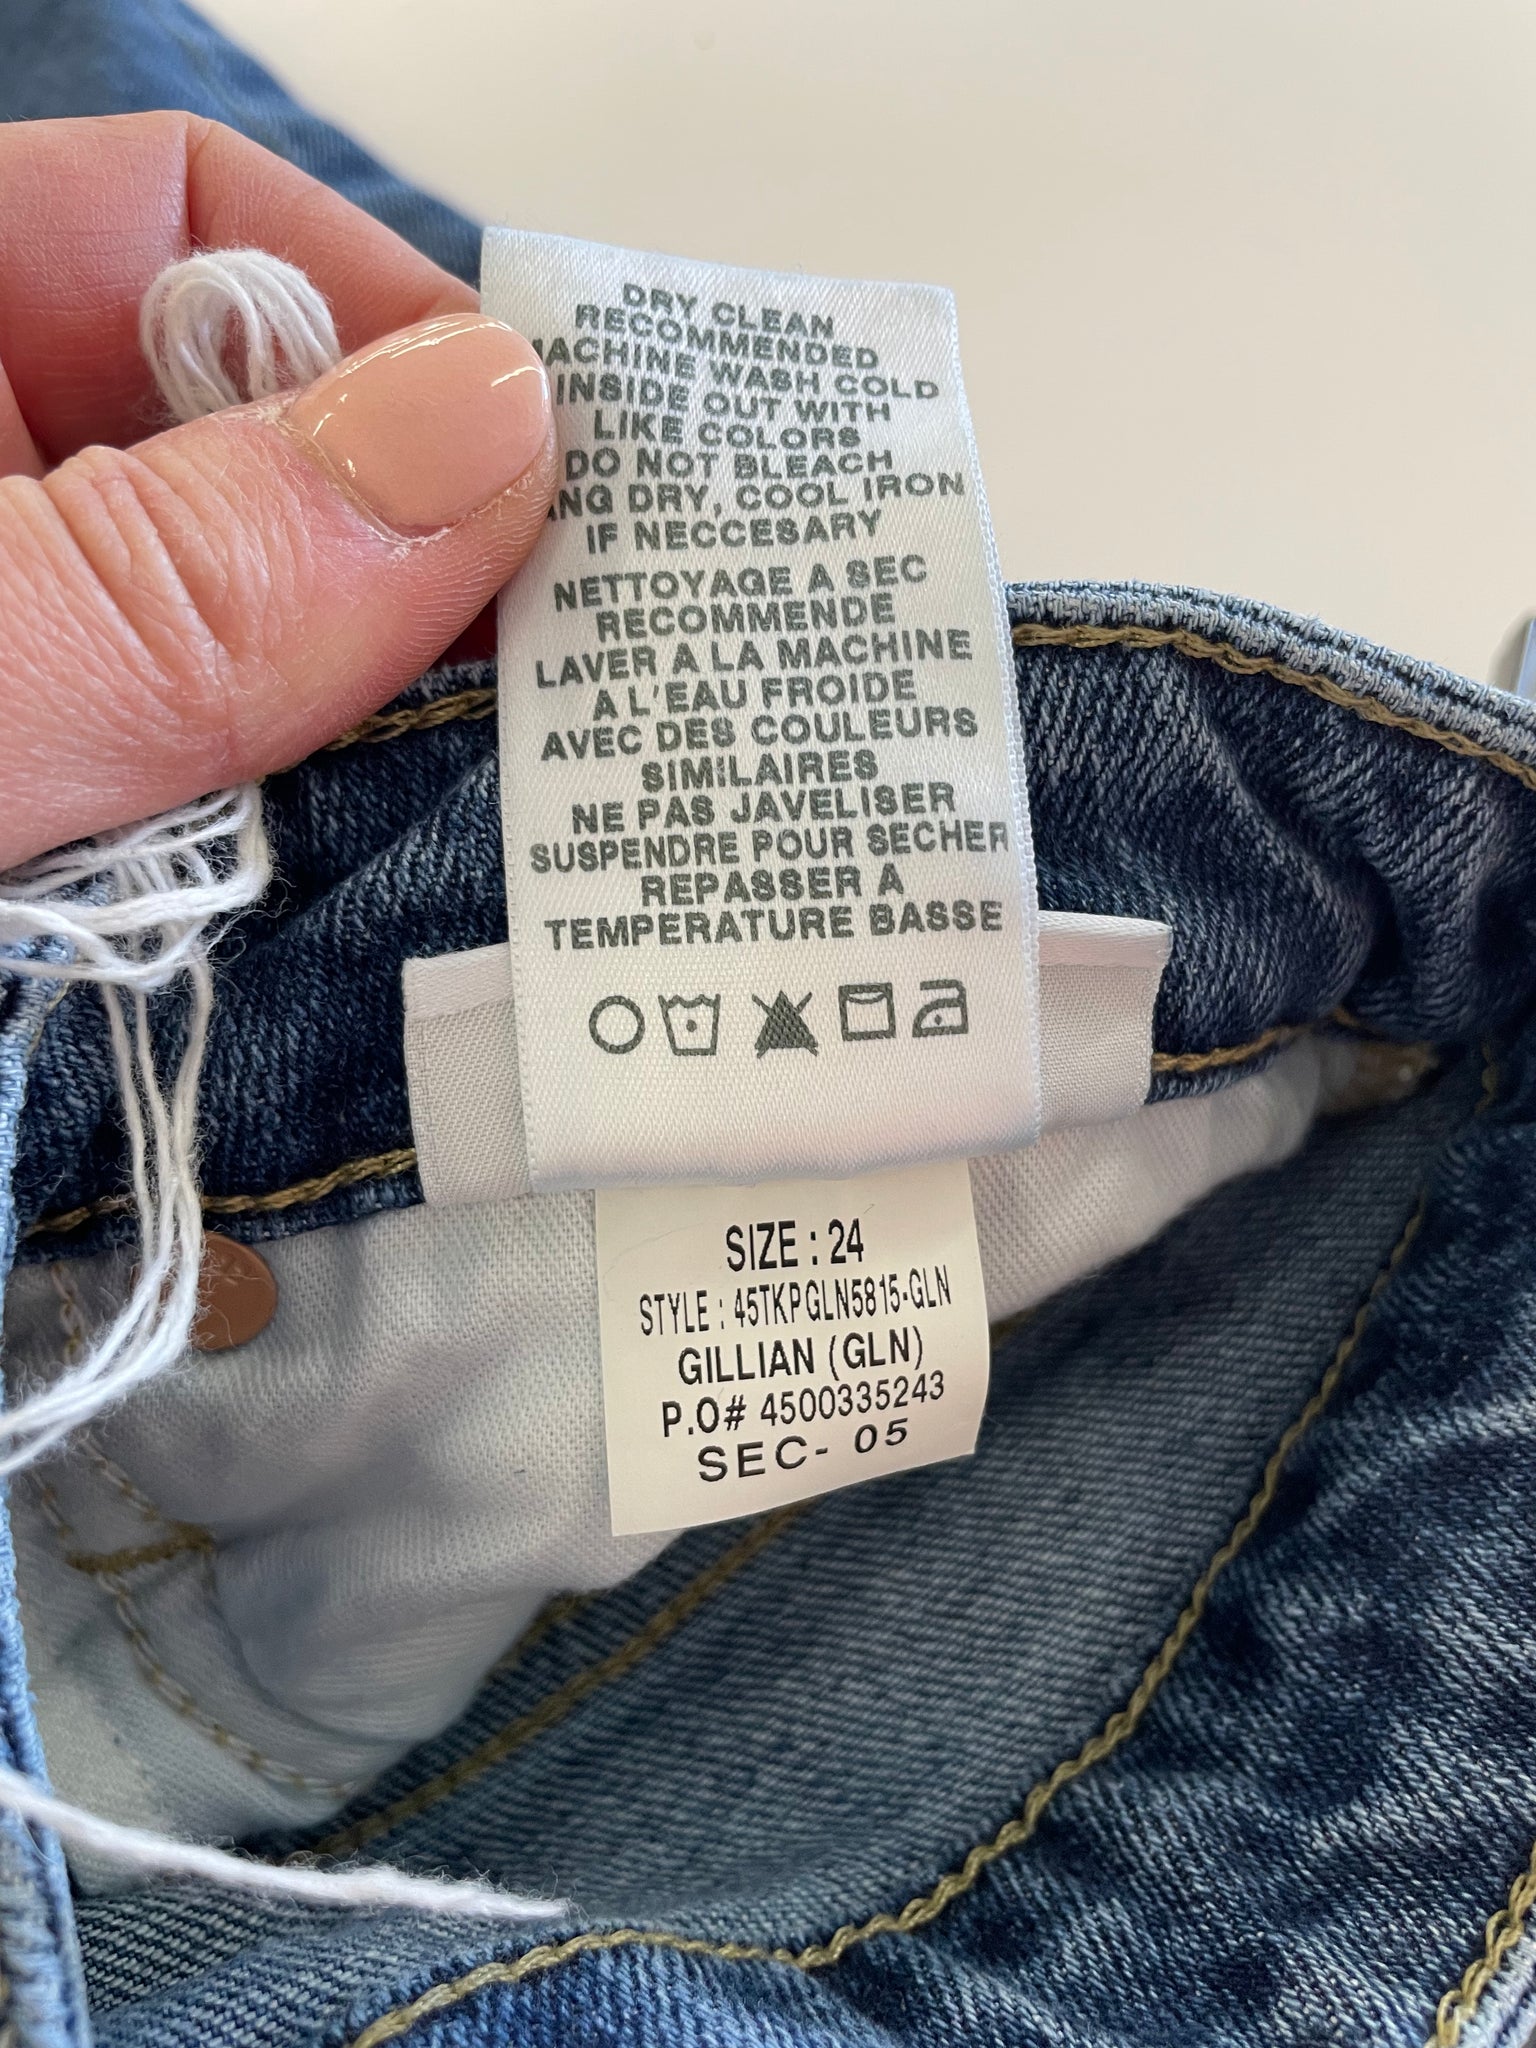 DRY CLEAN
RECOMMENDED
MACHINE WASH COLD
INSIDE OUT WITH
LIKE COLORS
DO NOT BLEACH
DRY, COOL IRON
IF NECCESARY
NETTOYAGE A SEC
RECOMMENDE
LAVER A LA MACHINE
A L'EAU FROIDE
AVEC DES COULEURS
SIMILAIRES
NE PAS JAVELISER
SUSPENDRE POUR SECHER
REPASSER A
TEMPERATURE BASSE
SIZE : 24
STYLE : 45TKPGLN5815-GLN
GILLIAN (GLN)
P.O# 4500335243
SEC- 05